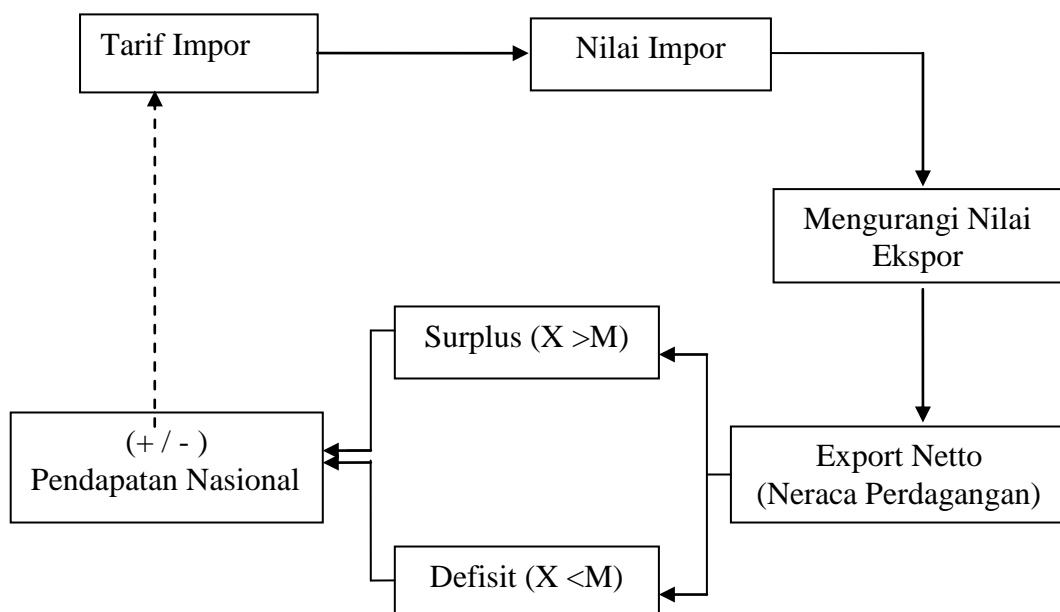 Tarif Impor
Nilai Impor
Mengurangi Nilai
Ekspor
Surplus (X >M)
(+ / - )
Pendapatan Nasional
Export Netto
(Neraca Perdagangan)
Defisit (X <M)